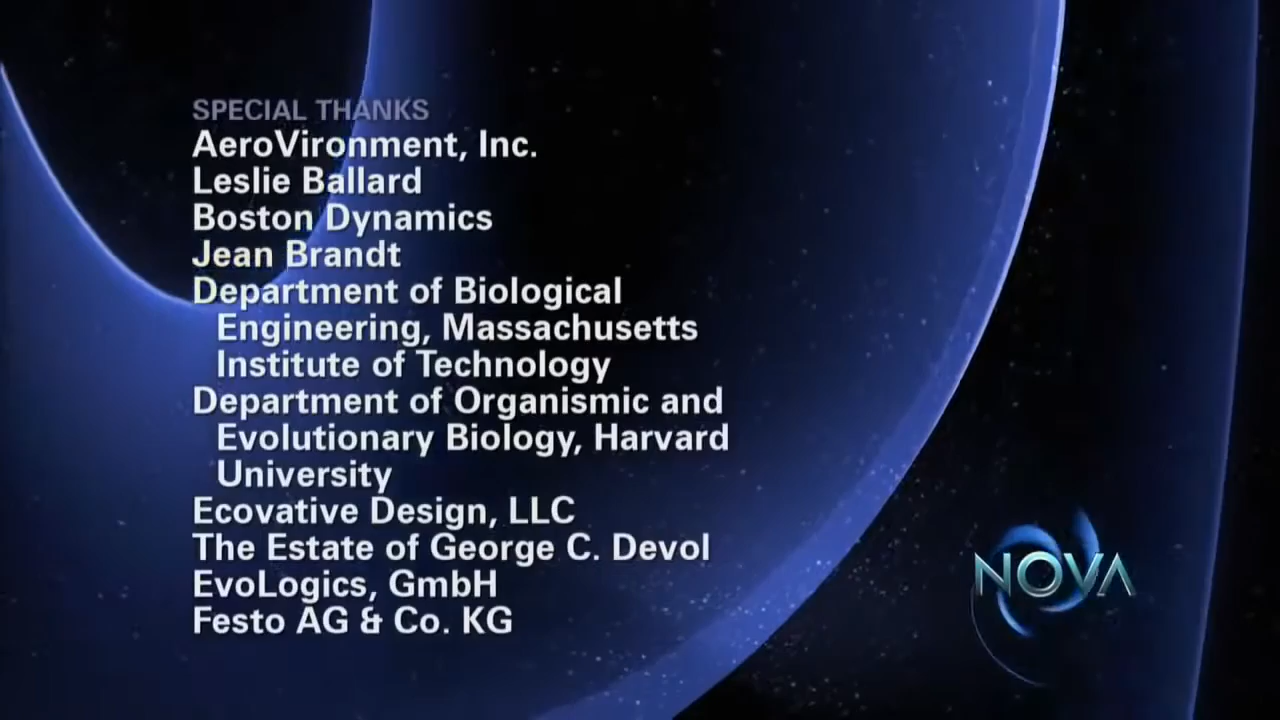 SPECIAL THANKS
AeroVironment, Inc.
Leslie Ballard
Boston Dynamics
Jean Brandt
Department of Biological
Engineering, Massachusetts
Institute of Technology
Department of Organismic and
Evolutionary Biology, Harvard
University
Ecovative Design, LLC
The Estate of George C. Devol
EvoLogics, GmbH
Festo AG & Co. KG
NOVA